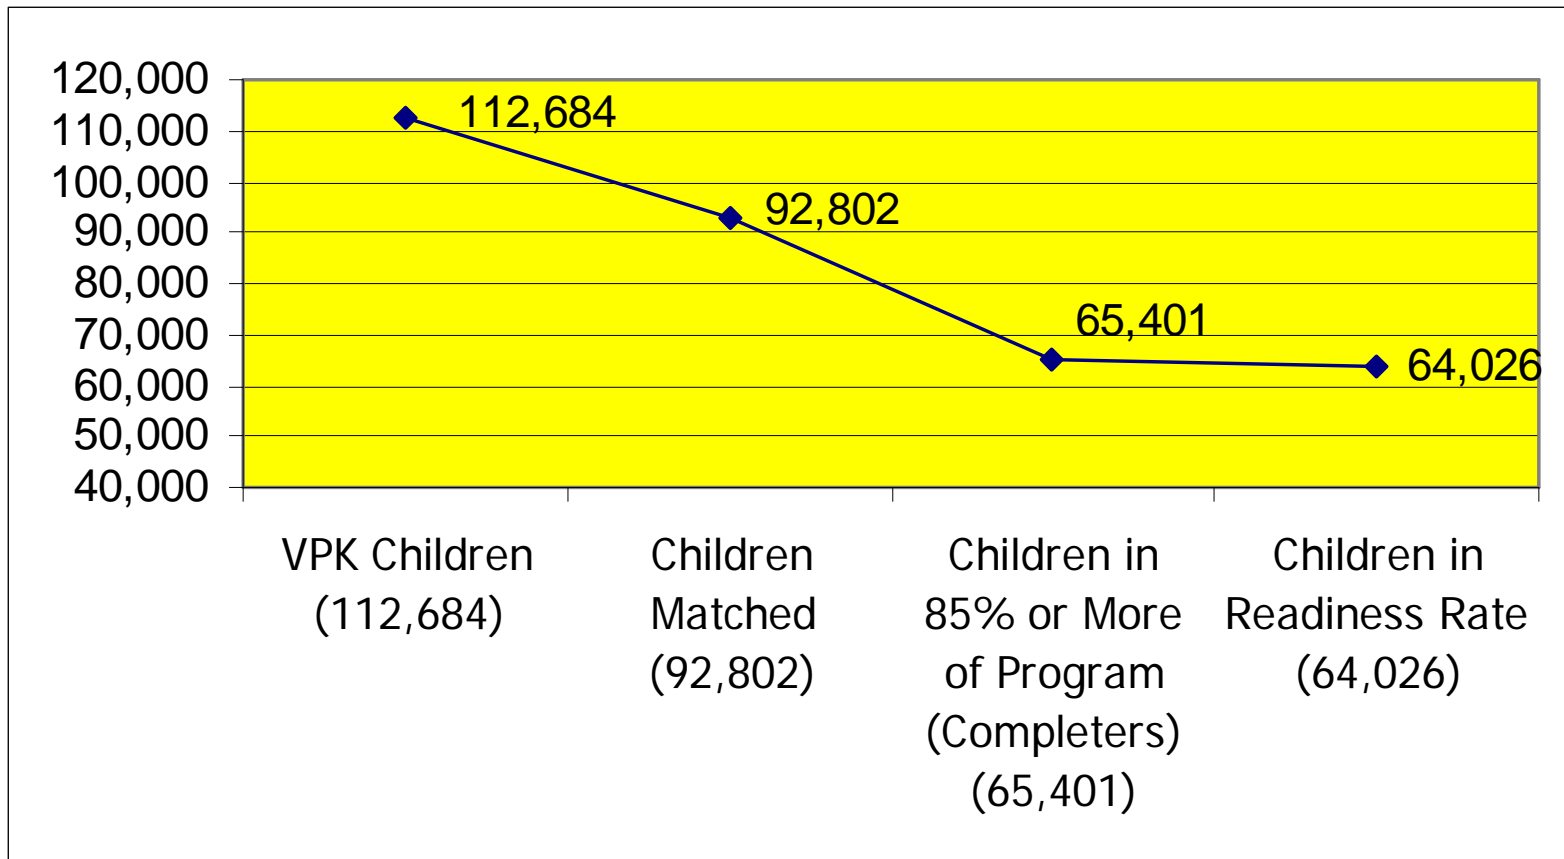 120,000
110,000
100,000
90,000
80,000
70,000
60,000
50,000
40,000
112,684
92,802
65,401
64,026
VPK Children
(112,684)
Children
Matched
(92,802)
Children in
85% or More
of Program
(Completers)
(65,401)
Children in
Readiness Rate
(64,026)